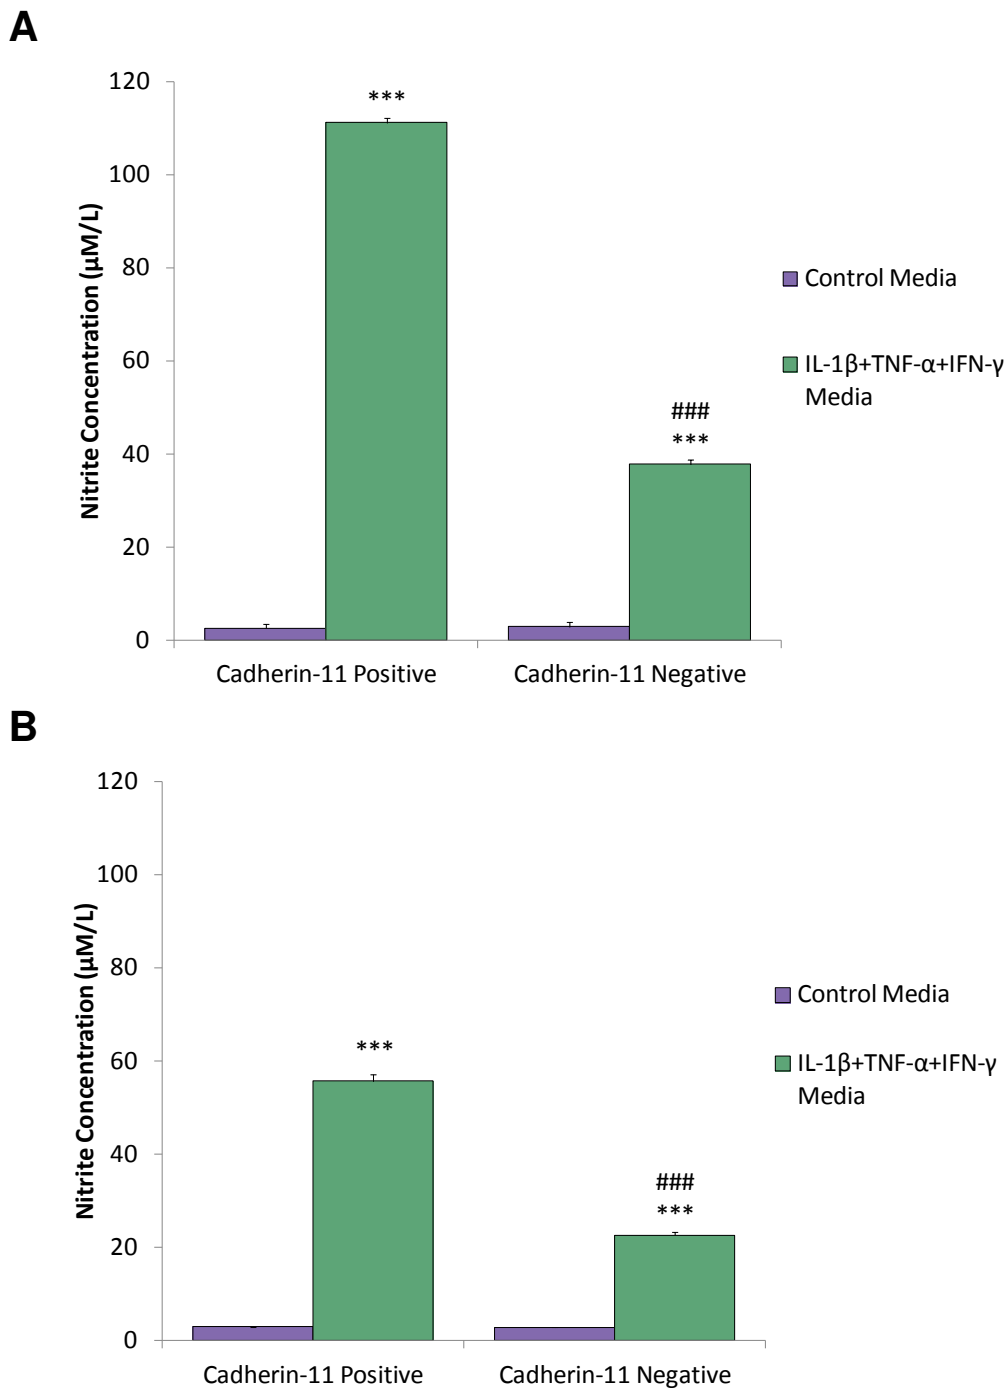 A
120
100
80
60
40
20
0
Nitrite Concentration (μM/L)
***
###
***
Cadherin-11 Positive
Cadherin-11 Negative
Control Media
IL-1β+TNF-α+IFN-γ
Media
B
120
100
80
60
40
20
0
Nitrite Concentration (μM/L)
***
###
***
Cadherin-11 Positive
Cadherin-11 Negative
Control Media
IL-1β+TNF-α+IFN-γ
Media